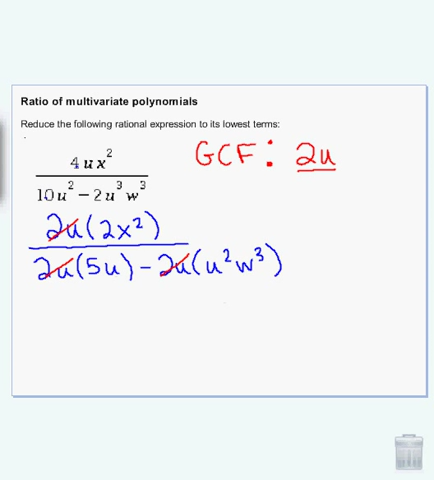 Ratio of multivariate polynomials
Reduce the following rational expression to its lowest terms:
4ux²
10u² − 2u³w³
GCF: 2u
2u(2x²)
2u(5u) − 2u(u²w³)